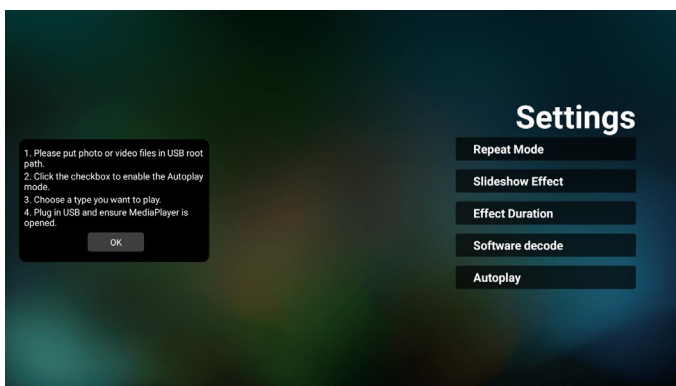 Settings
1. Please put photo or video files in USB root
path.
2. Click the checkbox to enable the Autoplay
mode.
3. Choose a type you want to play.
4. Plug in USB and ensure MediaPlayer is
opened.
OK
Repeat Mode
Slideshow Effect
Effect Duration
Software decode
Autoplay